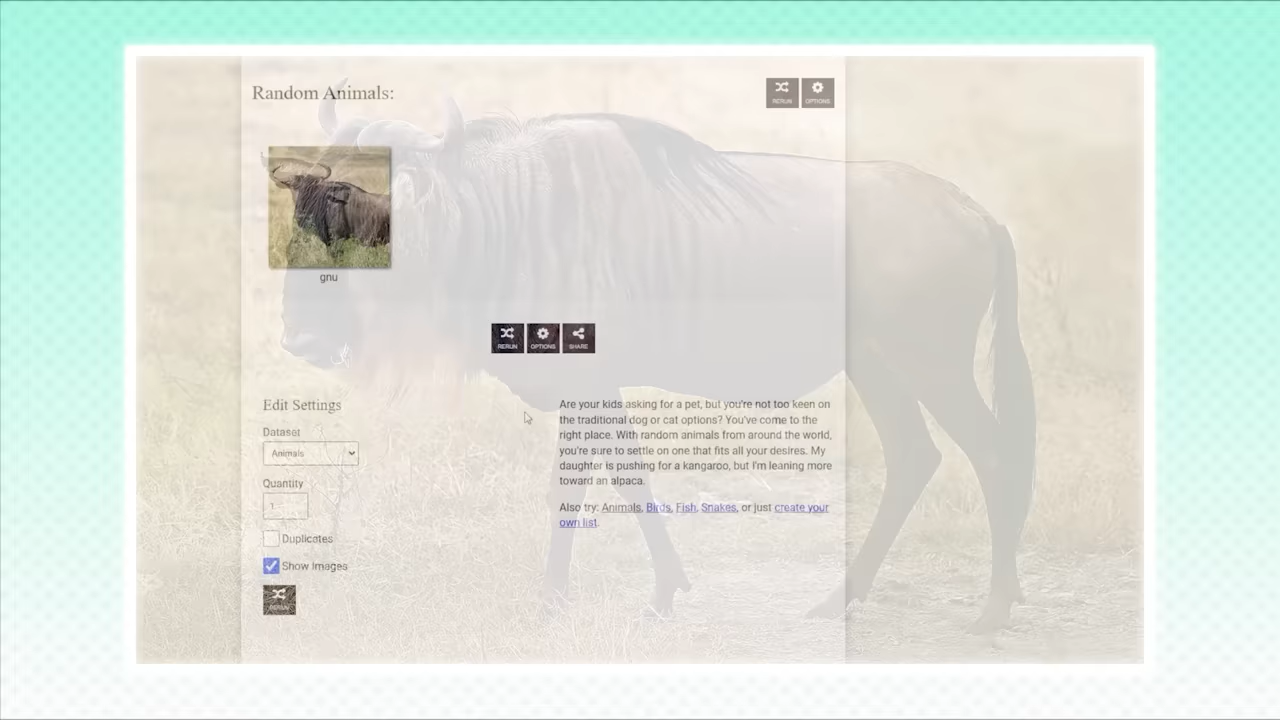 Random Animals:
RERUN
OPTIONS
gnu
RERUN
OPTIONS
SHARE
Edit Settings
Dataset
Animals
Quantity
1
Duplicates
Show Images
RERUN
Are your kids asking for a pet, but you're not too keen on
the traditional dog or cat options? You've come to the
right place. With random animals from around the world,
you're sure to settle on one that fits all your desires. My
daughter is pushing for a kangaroo, but I'm leaning more
toward an alpaca.
Also try: Animals, Birds, Fish, Snakes, or just create your
own list.